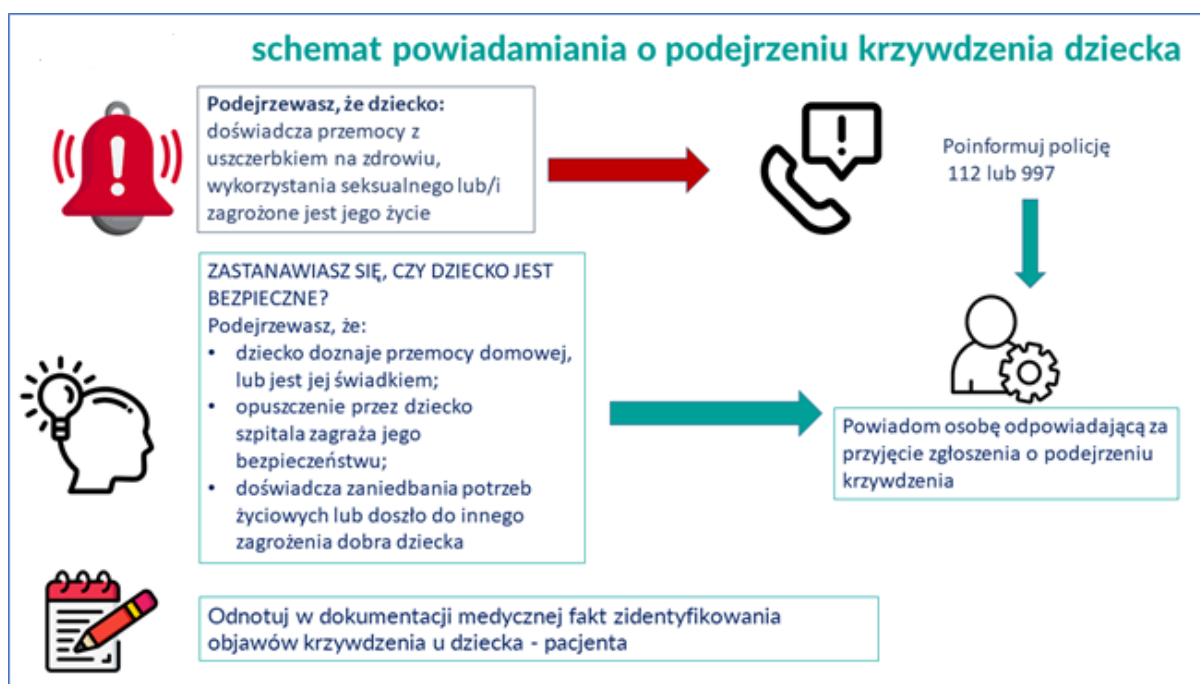 schemat powiadamiania o podejrzeniu krzywdzenia dziecka
Podejrzewasz, że dziecko:
doświadcza przemocy z
uszczerbkiem na zdrowiu,
wykorzystania seksualnego lub/i
zagrożone jest jego życie
Poinformuj policję
112 lub 997
ZASTANAWIASZ SIĘ, CZY DZIECKO JEST
BEZPIECZNE?
Podejrzewasz, że:
• dziecko doznaje przemocy domowej,
lub jest jej świadkiem;
• opuszczenie przez dziecko
szpitala zagraża jego
bezpieczeństwu;
• doświadcza zaniedbania potrzeb
życiowych lub doszło do innego
zagrożenia dobra dziecka
Powiadom osobę odpowiadającą za
przyjęcie zgłoszenia o podejrzeniu
krzywdzenia
Odnotuj w dokumentacji medycznej fakt zidentyfikowania
objawów krzywdzenia u dziecka - pacjenta